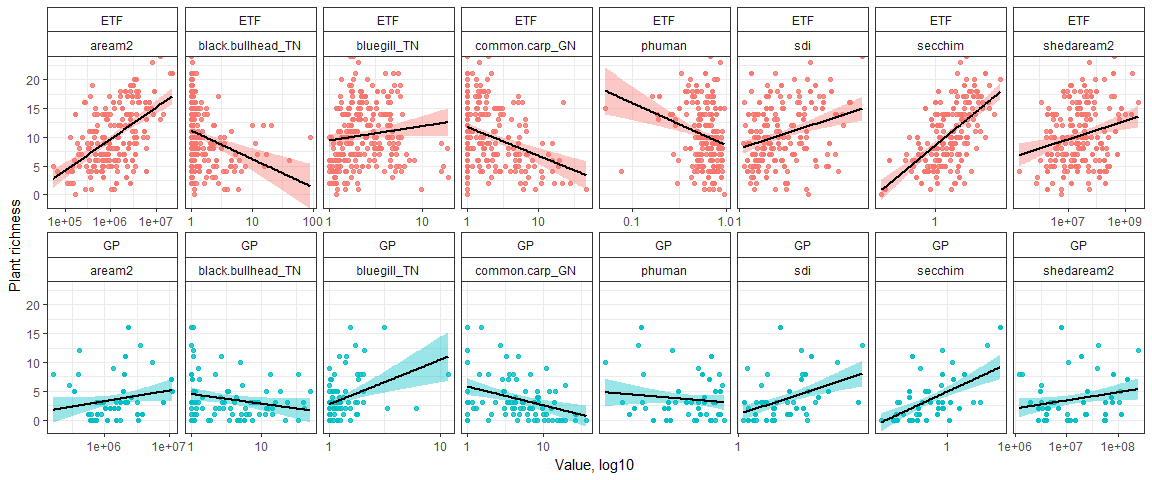 ETF ETF ETF ETF ETF ETF ETF ETF
aream2 black.bullhead_TN bluegill_TN common.carp_GN phuman sdi secchim shedaream2
20
15
10
5
0
1e+05 1e+06 1e+07 1 10 100 1 10 1 10 0.1 1.0 1 1 1e+07 1e+09
Plant richness
GP GP GP GP GP GP GP GP
aream2 black.bullhead_TN bluegill_TN common.carp_GN phuman sdi secchim shedaream2
20
15
10
5
0
1e+06 1e+07 1 10 1 10 1 10 1 1 1e+06 1e+07 1e+08
Value, log10